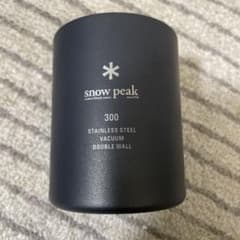 snow peak
300
STAINLESS STEEL
VACUUM
DOUBLE WALL